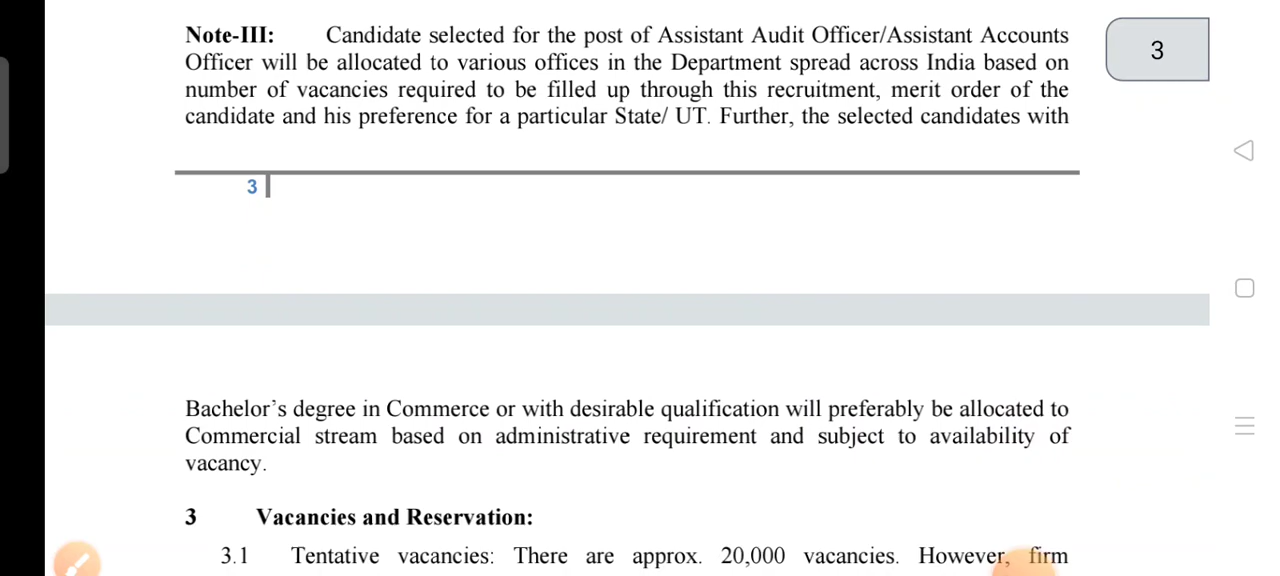 Note-III: Candidate selected for the post of Assistant Audit Officer/Assistant Accounts
Officer will be allocated to various offices in the Department spread across India based on
number of vacancies required to be filled up through this recruitment, merit order of the
candidate and his preference for a particular State/ UT. Further, the selected candidates with
3
3
Bachelor's degree in Commerce or with desirable qualification will preferably be allocated to
Commercial stream based on administrative requirement and subject to availability of
vacancy.
3 Vacancies and Reservation:
3.1 Tentative vacancies: There are approx. 20,000 vacancies. However, firm